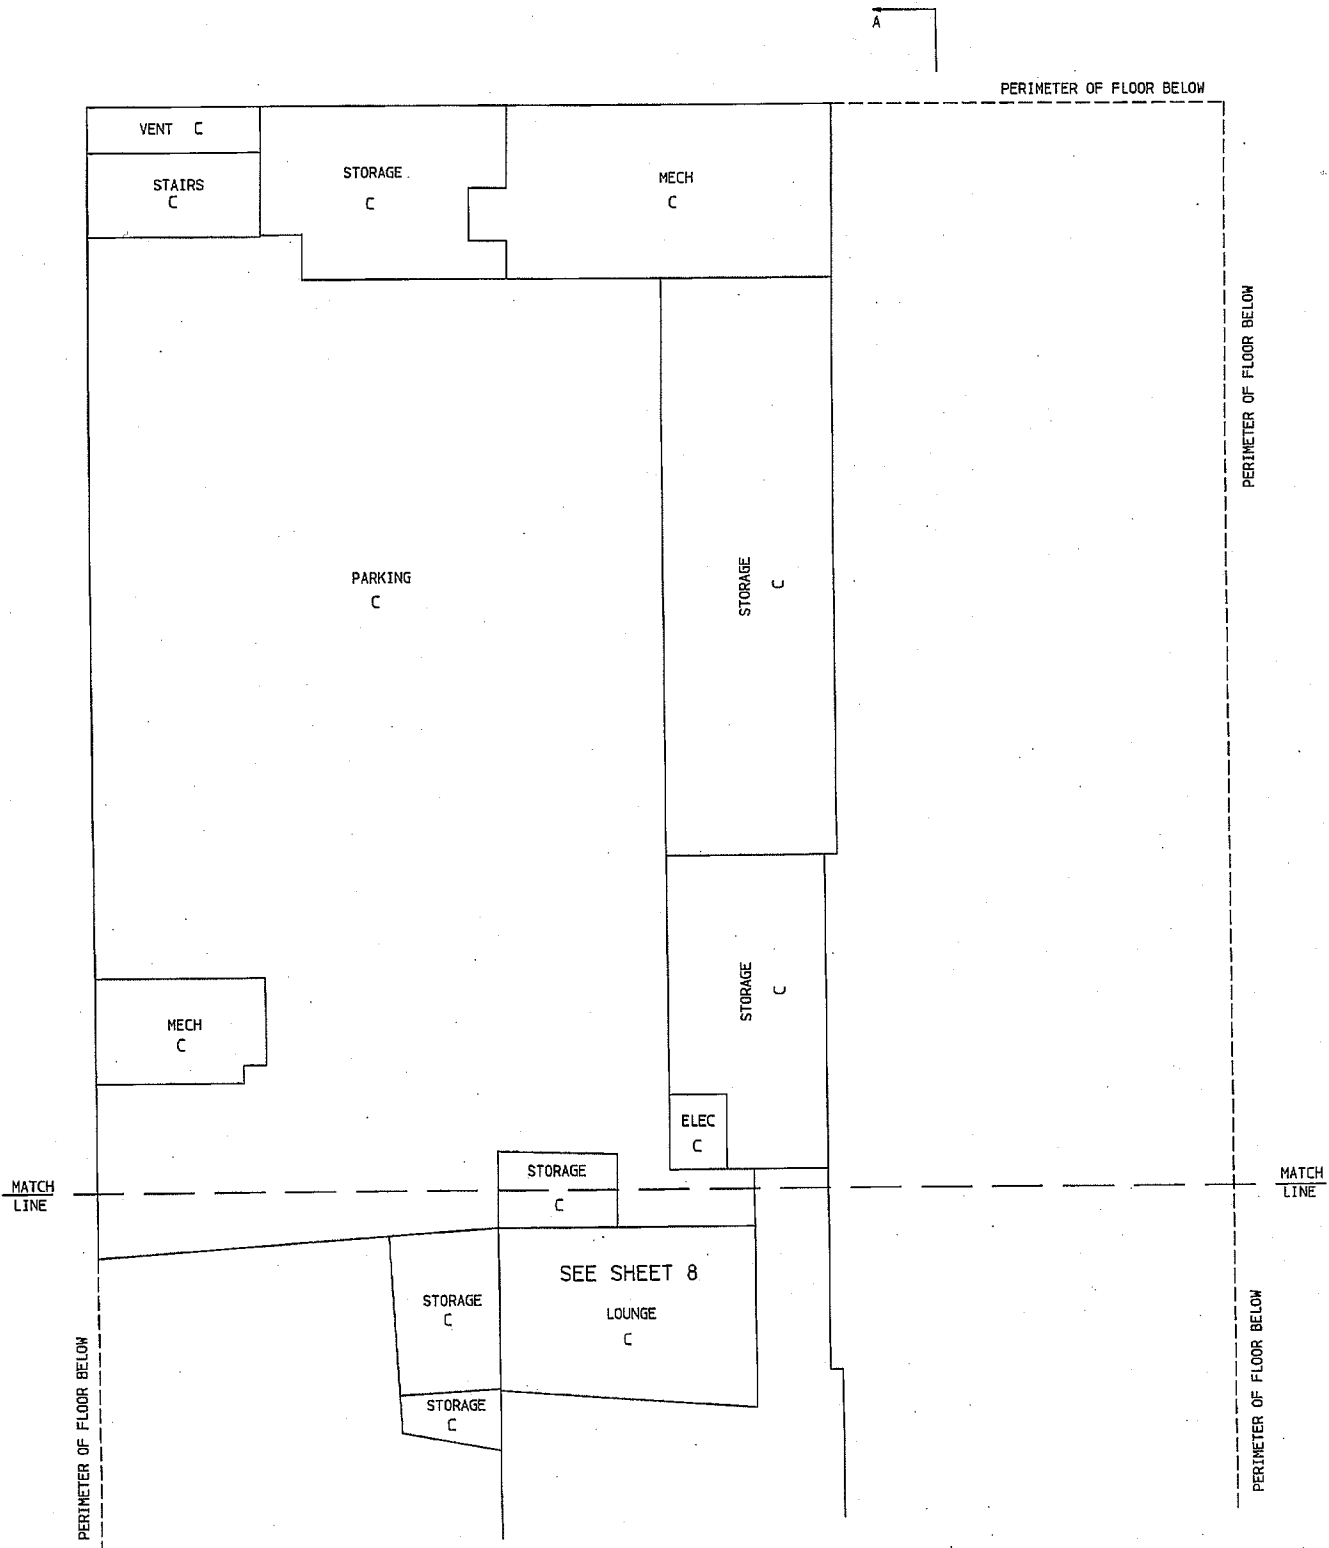 A
PERIMETER OF FLOOR BELOW
VENT C
STAIRS
C
STORAGE
C
MECH
C
PERIMETER OF FLOOR BELOW
PARKING
C
STORAGE
C
STORAGE
C
MECH
C
ELEC
C
STORAGE
C
MATCH
LINE
MATCH
LINE
SEE SHEET 8
LOUNGE
C
STORAGE
C
STORAGE
C
PERIMETER OF FLOOR BELOW
PERIMETER OF FLOOR BELOW